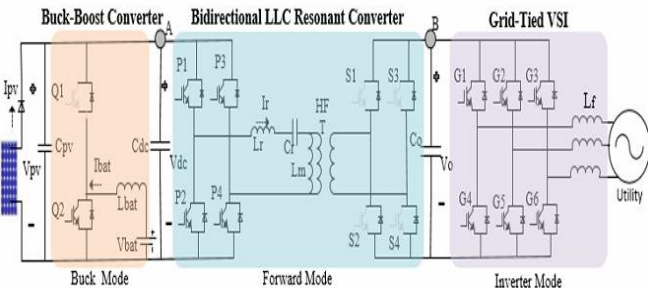 Buck-Boost Converter
A
Bidirectional LLC Resonant Converter
B
Grid-Tied VSI
Ipv
Q1
P1
P3
Ir
HF
T
S1
S3
G1
G2
G3
Lf
Cpv
Vpv
Ibat
Cdc
Vdc
Lr
Cr
Lm
Co
Vo
Q2
Lbat
Vbat
P2
P4
S2
S4
G4
G5
G6
Utility
Buck Mode
Forward Mode
Inverter Mode